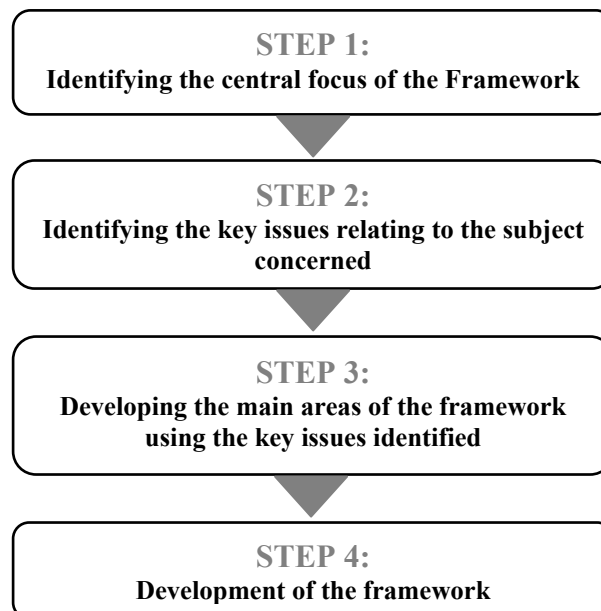 STEP 1:
Identifying the central focus of the Framework
STEP 2:
Identifying the key issues relating to the subject
concerned
STEP 3:
Developing the main areas of the framework
using the key issues identified
STEP 4:
Development of the framework